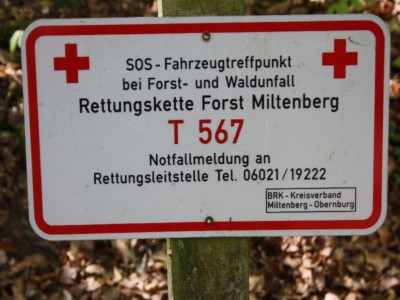 SOS - Fahrzeugtreffpunkt
bei Forst- und Waldunfall
Rettungskette Forst Miltenberg
T 567
Notfallmeldung an
Rettungsleitstelle Tel. 06021/19222
BRK - Kreisverband
Miltenberg - Obernburg